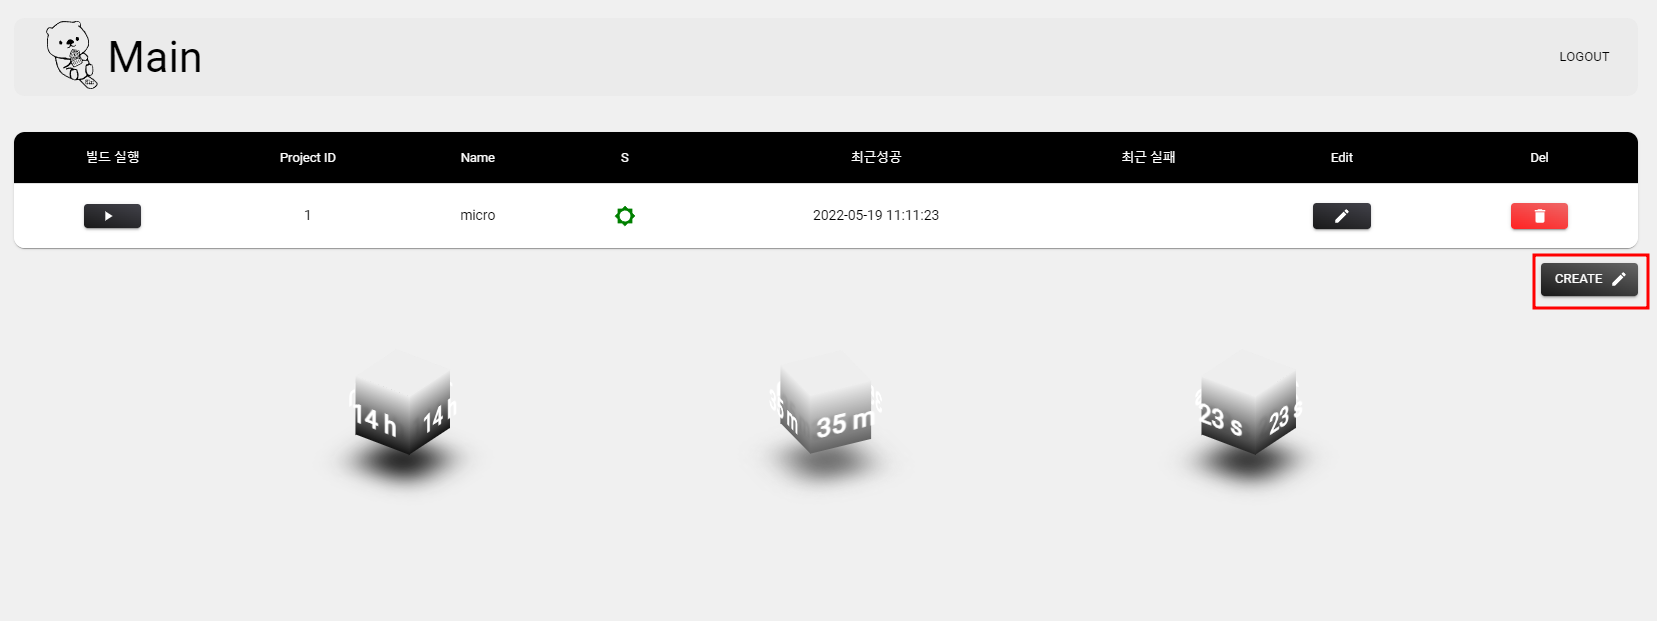 Main
LOGOUT
빌드 실행 Project ID Name S 최근성공 최근 실패 Edit Del
1 micro 2022-05-19 11:11:23
CREATE
14 h 14 h 35 m 35 m 23 s 23 s